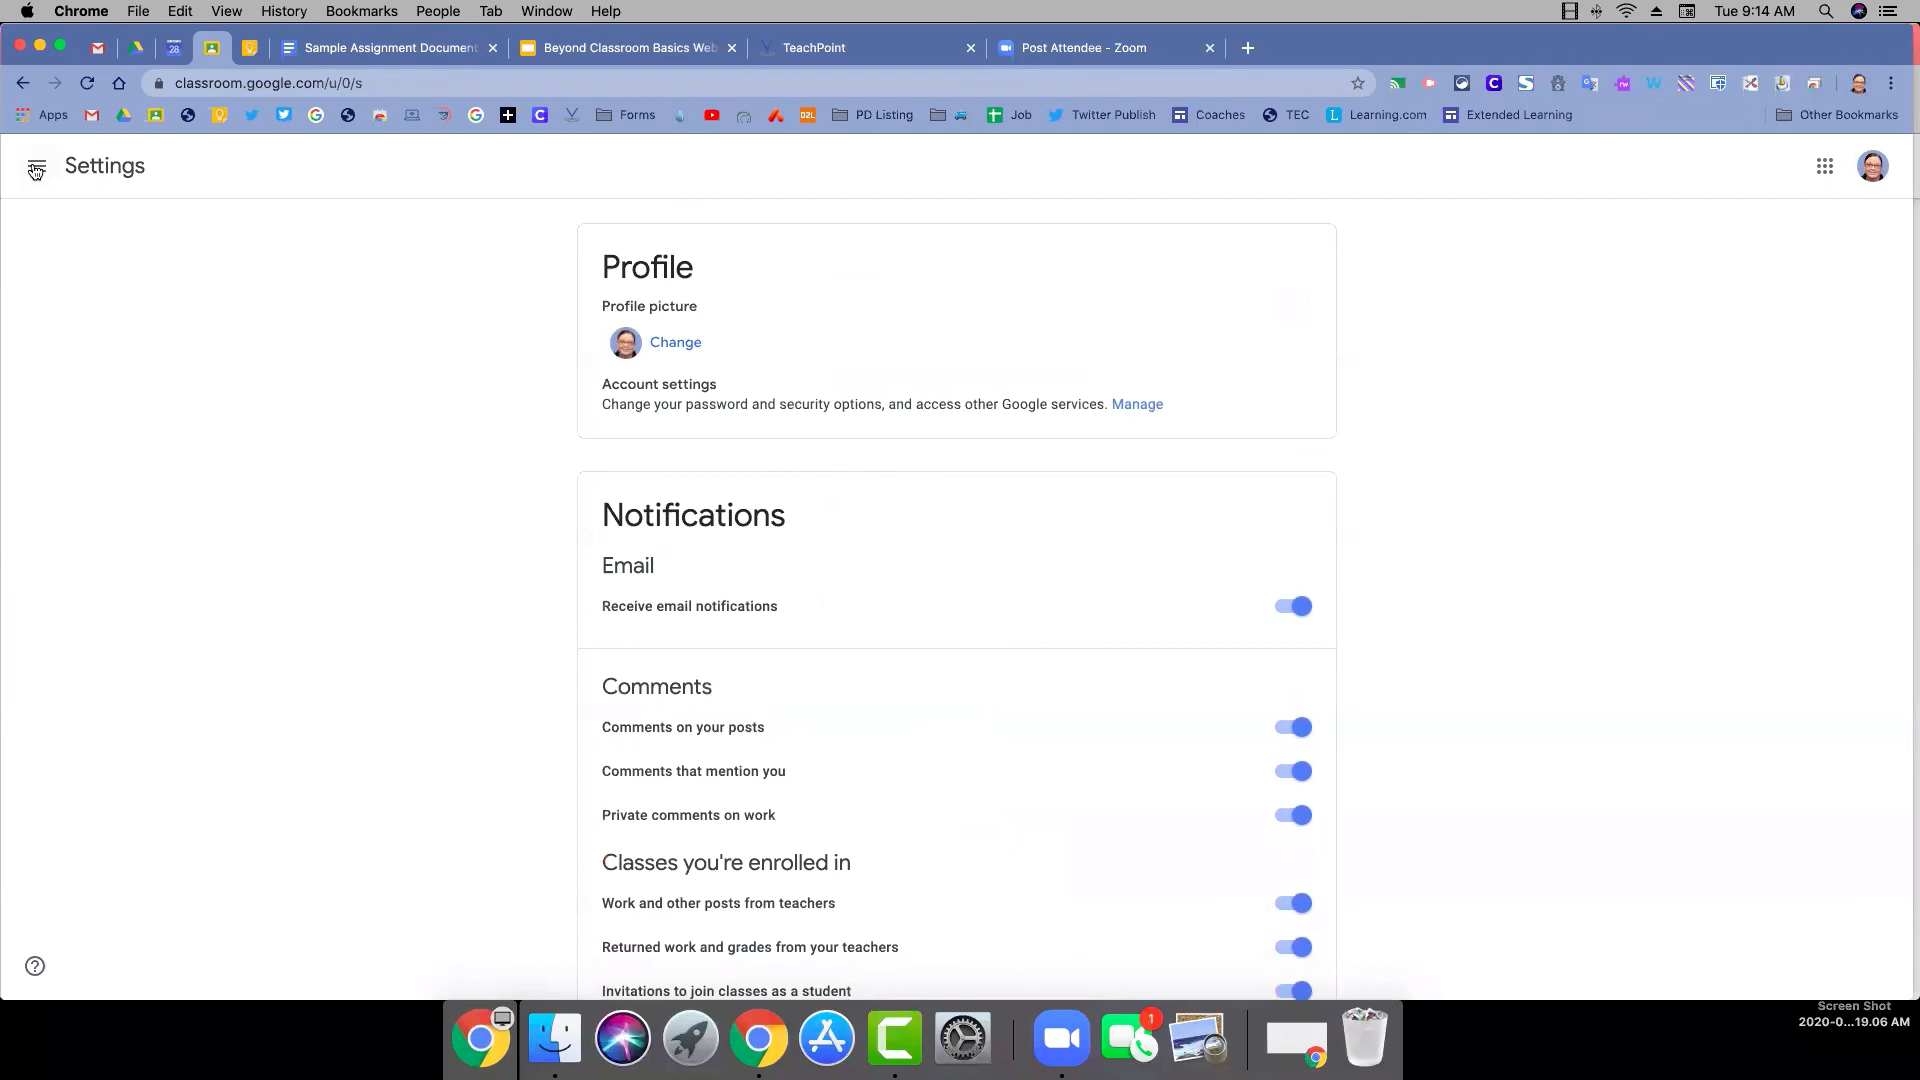 Chrome File Edit View History Bookmarks People Tab Window Help Tue 9:14 AM
28 Sample Assignment Document Beyond Classroom Basics Web TeachPoint Post Attendee - Zoom
classroom.google.com/u/0/s
Apps Forms D2L PD Listing Job Twitter Publish Coaches TEC Learning.com Extended Learning Other Bookmarks
Settings
Profile
Profile picture
Change
Account settings
Change your password and security options, and access other Google services. Manage
Notifications
Email
Receive email notifications
Comments
Comments on your posts
Comments that mention you
Private comments on work
Classes you're enrolled in
Work and other posts from teachers
Returned work and grades from your teachers
Invitations to join classes as a student
1
Screen Shot
2020-0...19.06 AM